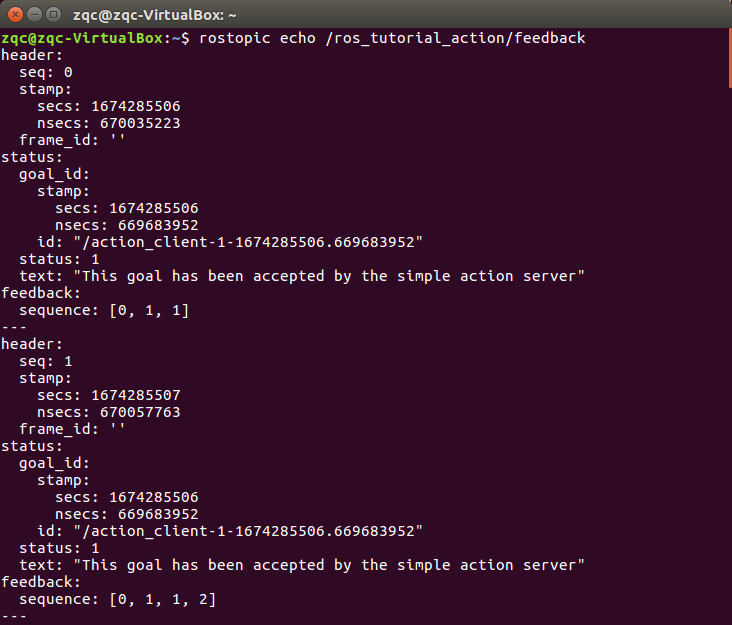 zqc@zqc-VirtualBox: ~
zqc@zqc-VirtualBox:~$ rostopic echo /ros_tutorial_action/feedback
header:
  seq: 0
  stamp:
    secs: 1674285506
    nsecs: 670035223
  frame_id: ''
status:
  goal_id:
    stamp:
      secs: 1674285506
      nsecs: 669683952
    id: "/action_client-1-1674285506.669683952"
  status: 1
  text: "This goal has been accepted by the simple action server"
feedback:
  sequence: [0, 1, 1]
---
header:
  seq: 1
  stamp:
    secs: 1674285507
    nsecs: 670057763
  frame_id: ''
status:
  goal_id:
    stamp:
      secs: 1674285506
      nsecs: 669683952
    id: "/action_client-1-1674285506.669683952"
  status: 1
  text: "This goal has been accepted by the simple action server"
feedback:
  sequence: [0, 1, 1, 2]
---